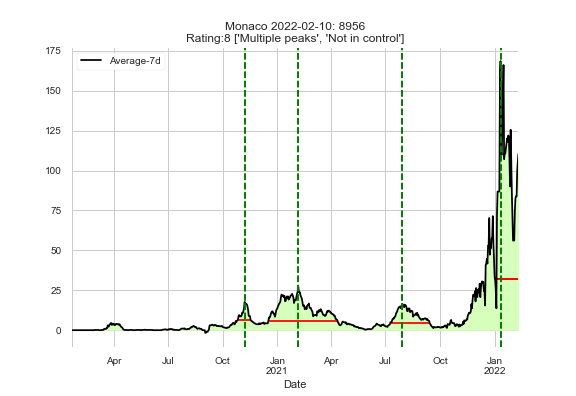 Monaco 2022-02-10: 8956
Rating:8 ['Multiple peaks', 'Not in control']
175
Average-7d
150
125
100
75
50
25
0
Apr Jul Oct Jan Apr Jul Oct Jan
2021 2022
Date